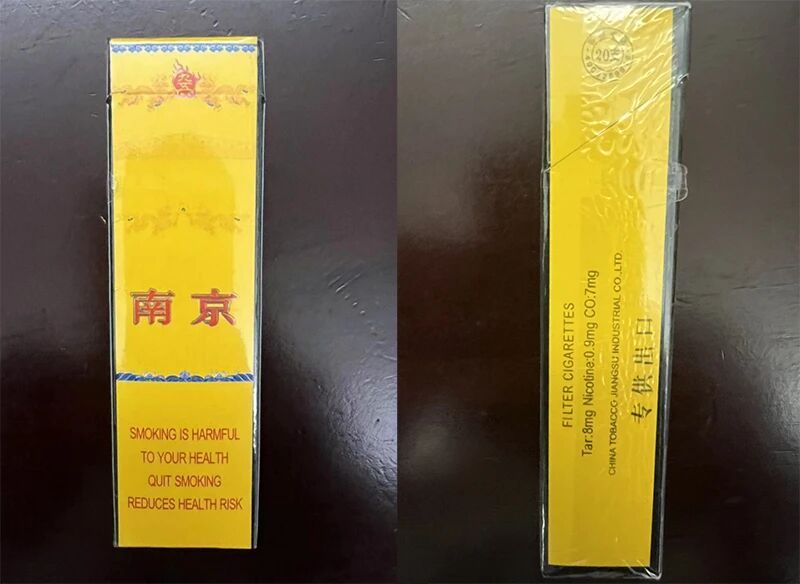 南京
SMOKING IS HARMFUL
TO YOUR HEALTH
QUIT SMOKING
REDUCES HEALTH RISK
FILTER CIGARETTES
Tar:8mg Nicotine:0.9mg CO:7mg
CHINA TOBACCO JIANGSU INDUSTRIAL CO.,LTD.
专供出口